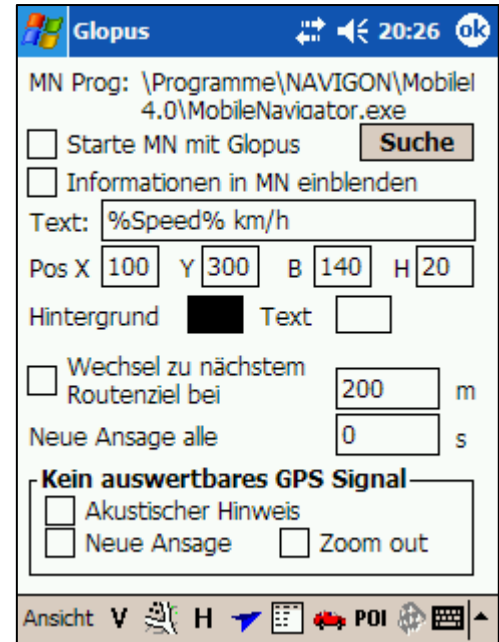 Glopus 20:26 ok
MN Prog: \Programme\NAVIGON\Mobile
4.0\MobileNavigator.exe
Starte MN mit Glopus Suche
Informationen in MN einblenden
Text: %Speed% km/h
Pos X 100 Y 300 B 140 H 20
Hintergrund Text
Wechsel zu nächstem
Routenziel bei 200 m
Neue Ansage alle 0 s
Kein auswertbares GPS Signal
Akustischer Hinweis
Neue Ansage Zoom out
Ansicht V H POI